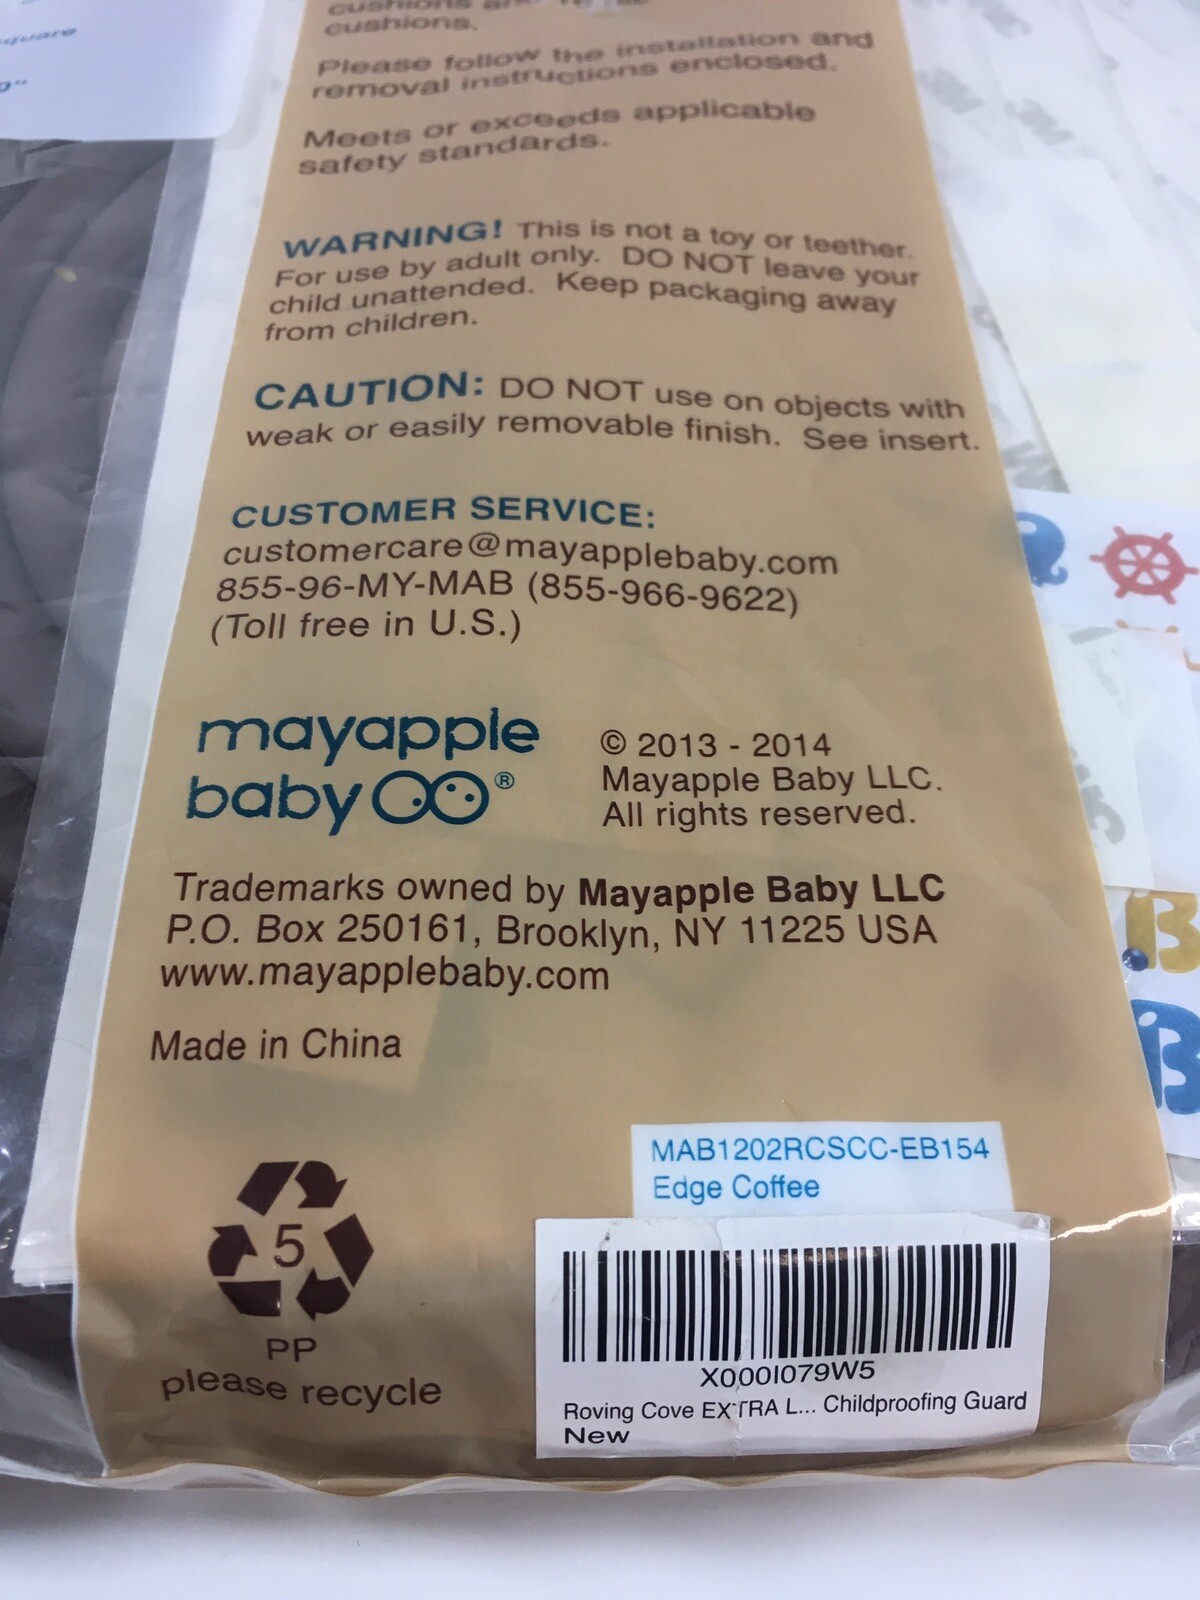 square
cushions and
cushions.
Please follow the installation and
removal instructions enclosed.
Meets or exceeds applicable
safety standards.
WARNING! This is not a toy or teether.
For use by adult only. DO NOT leave your
child unattended. Keep packaging away
from children.
CAUTION: DO NOT use on objects with
weak or easily removable finish. See insert.
CUSTOMER SERVICE:
customercare@mayapplebaby.com
855-96-MY-MAB (855-966-9622)
(Toll free in U.S.)
mayapple
baby®
© 2013 - 2014
Mayapple Baby LLC.
All rights reserved.
Trademarks owned by Mayapple Baby LLC
P.O. Box 250161, Brooklyn, NY 11225 USA
www.mayapplebaby.com
Made in China
5
PP
please recycle
MAB1202RCSCC-EB154
Edge Coffee
X000I079W5
Roving Cove EXTRA L... Childproofing Guard
New
3M
3M
B
B